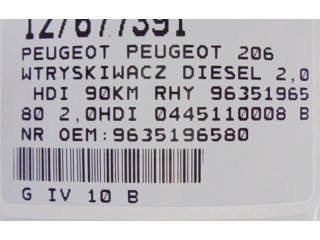 127677391
PEUGEOT PEUGEOT 206
WTRYSKIWACZ DIESEL 2,0
HDI 90KM RHY 96351965
80 2,0HDI 0445110008 B
NR OEM:9635196580
G IV 10 B